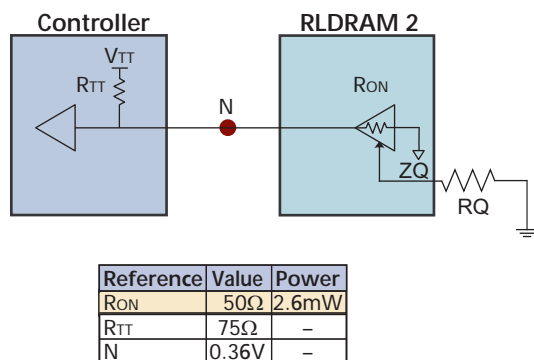 Controller
RLDRAM 2
VTT
RTT
N
RON
ZQ
RQ
Reference Value Power
RON 50Ω 2.6mW
RTT 75Ω –
N 0.36V –